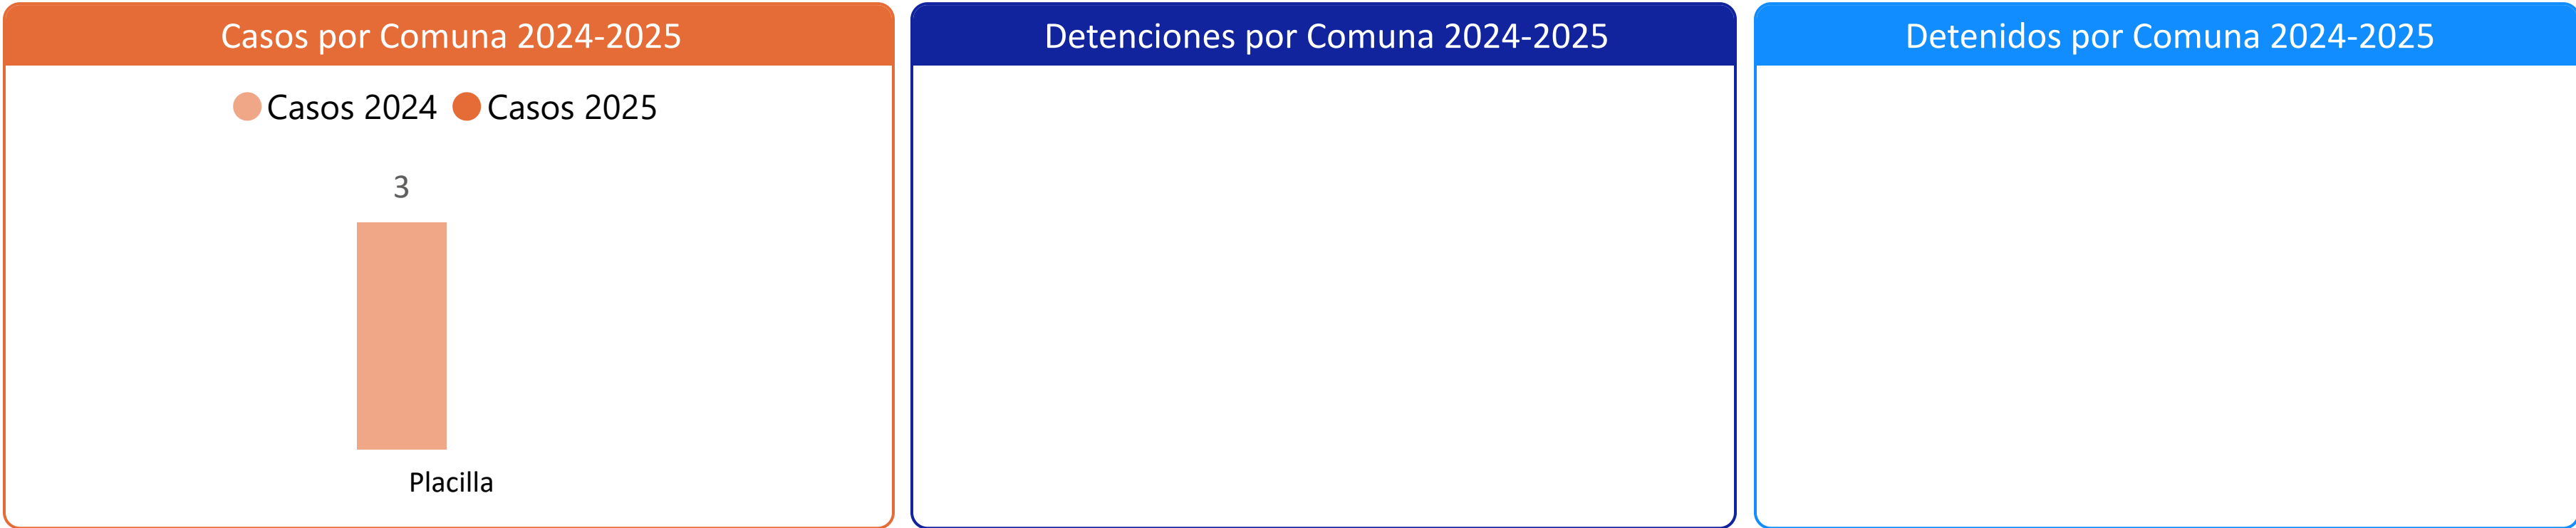 Casos por Comuna 2024-2025
Casos 2024 Casos 2025
3
Placilla
Detenciones por Comuna 2024-2025
Detenidos por Comuna 2024-2025